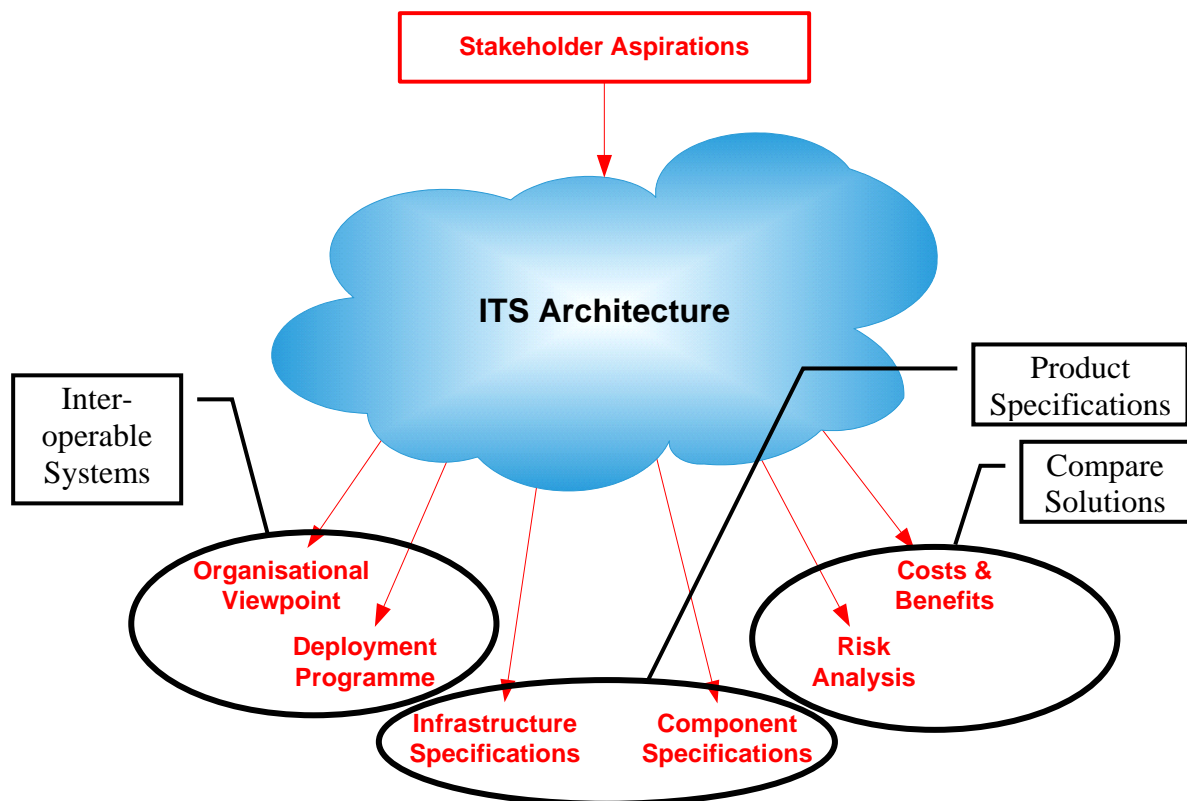 Stakeholder Aspirations
ITS Architecture
Inter-
operable
Systems
Product
Specifications
Compare
Solutions
Organisational
Viewpoint
Deployment
Programme
Infrastructure
Specifications
Component
Specifications
Costs &
Benefits
Risk
Analysis